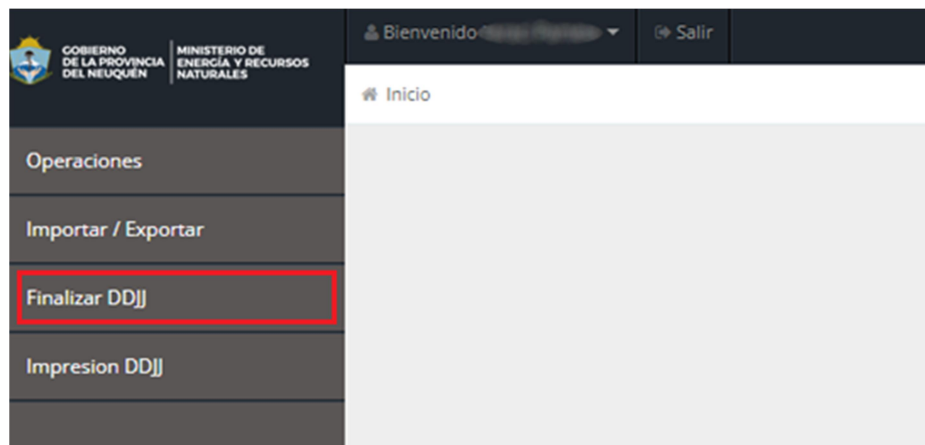 GOBIERNO
DE LA PROVINCIA
DEL NEUQUÉN
MINISTERIO DE
ENERGÍA Y RECURSOS
NATURALES
Bienvenido
Salir
Inicio
Operaciones
Importar / Exportar
Finalizar DDJJ
Impresion DDJJ